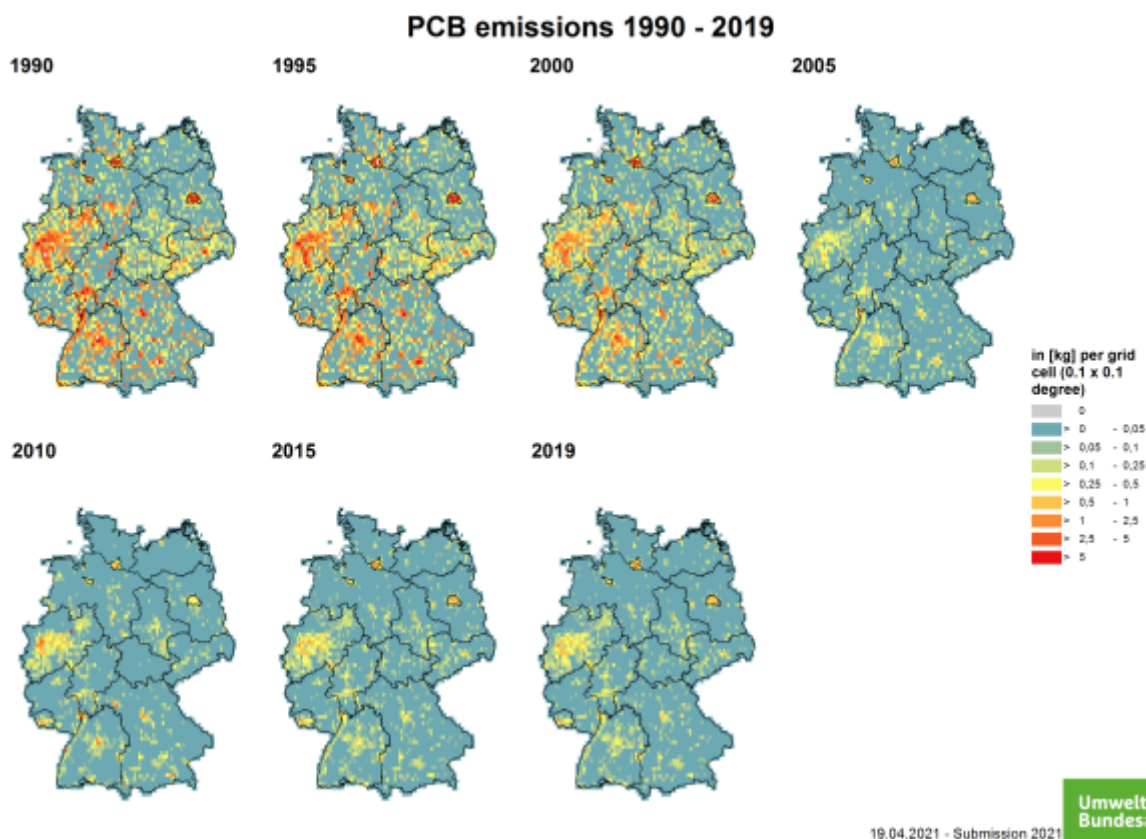 PCB emissions 1990 - 2019
1990
1995
2000
2005
2010
2015
2019
in [kg] per grid
cell (0.1 x 0.1
degree)
0
> 0 - 0,05
> 0,05 - 0,1
> 0,1 - 0,25
> 0,25 - 0,5
> 0,5 - 1
> 1 - 2,5
> 2,5 - 5
> 5
Umwelt
Bundes
19.04.2021 - Submission 2021